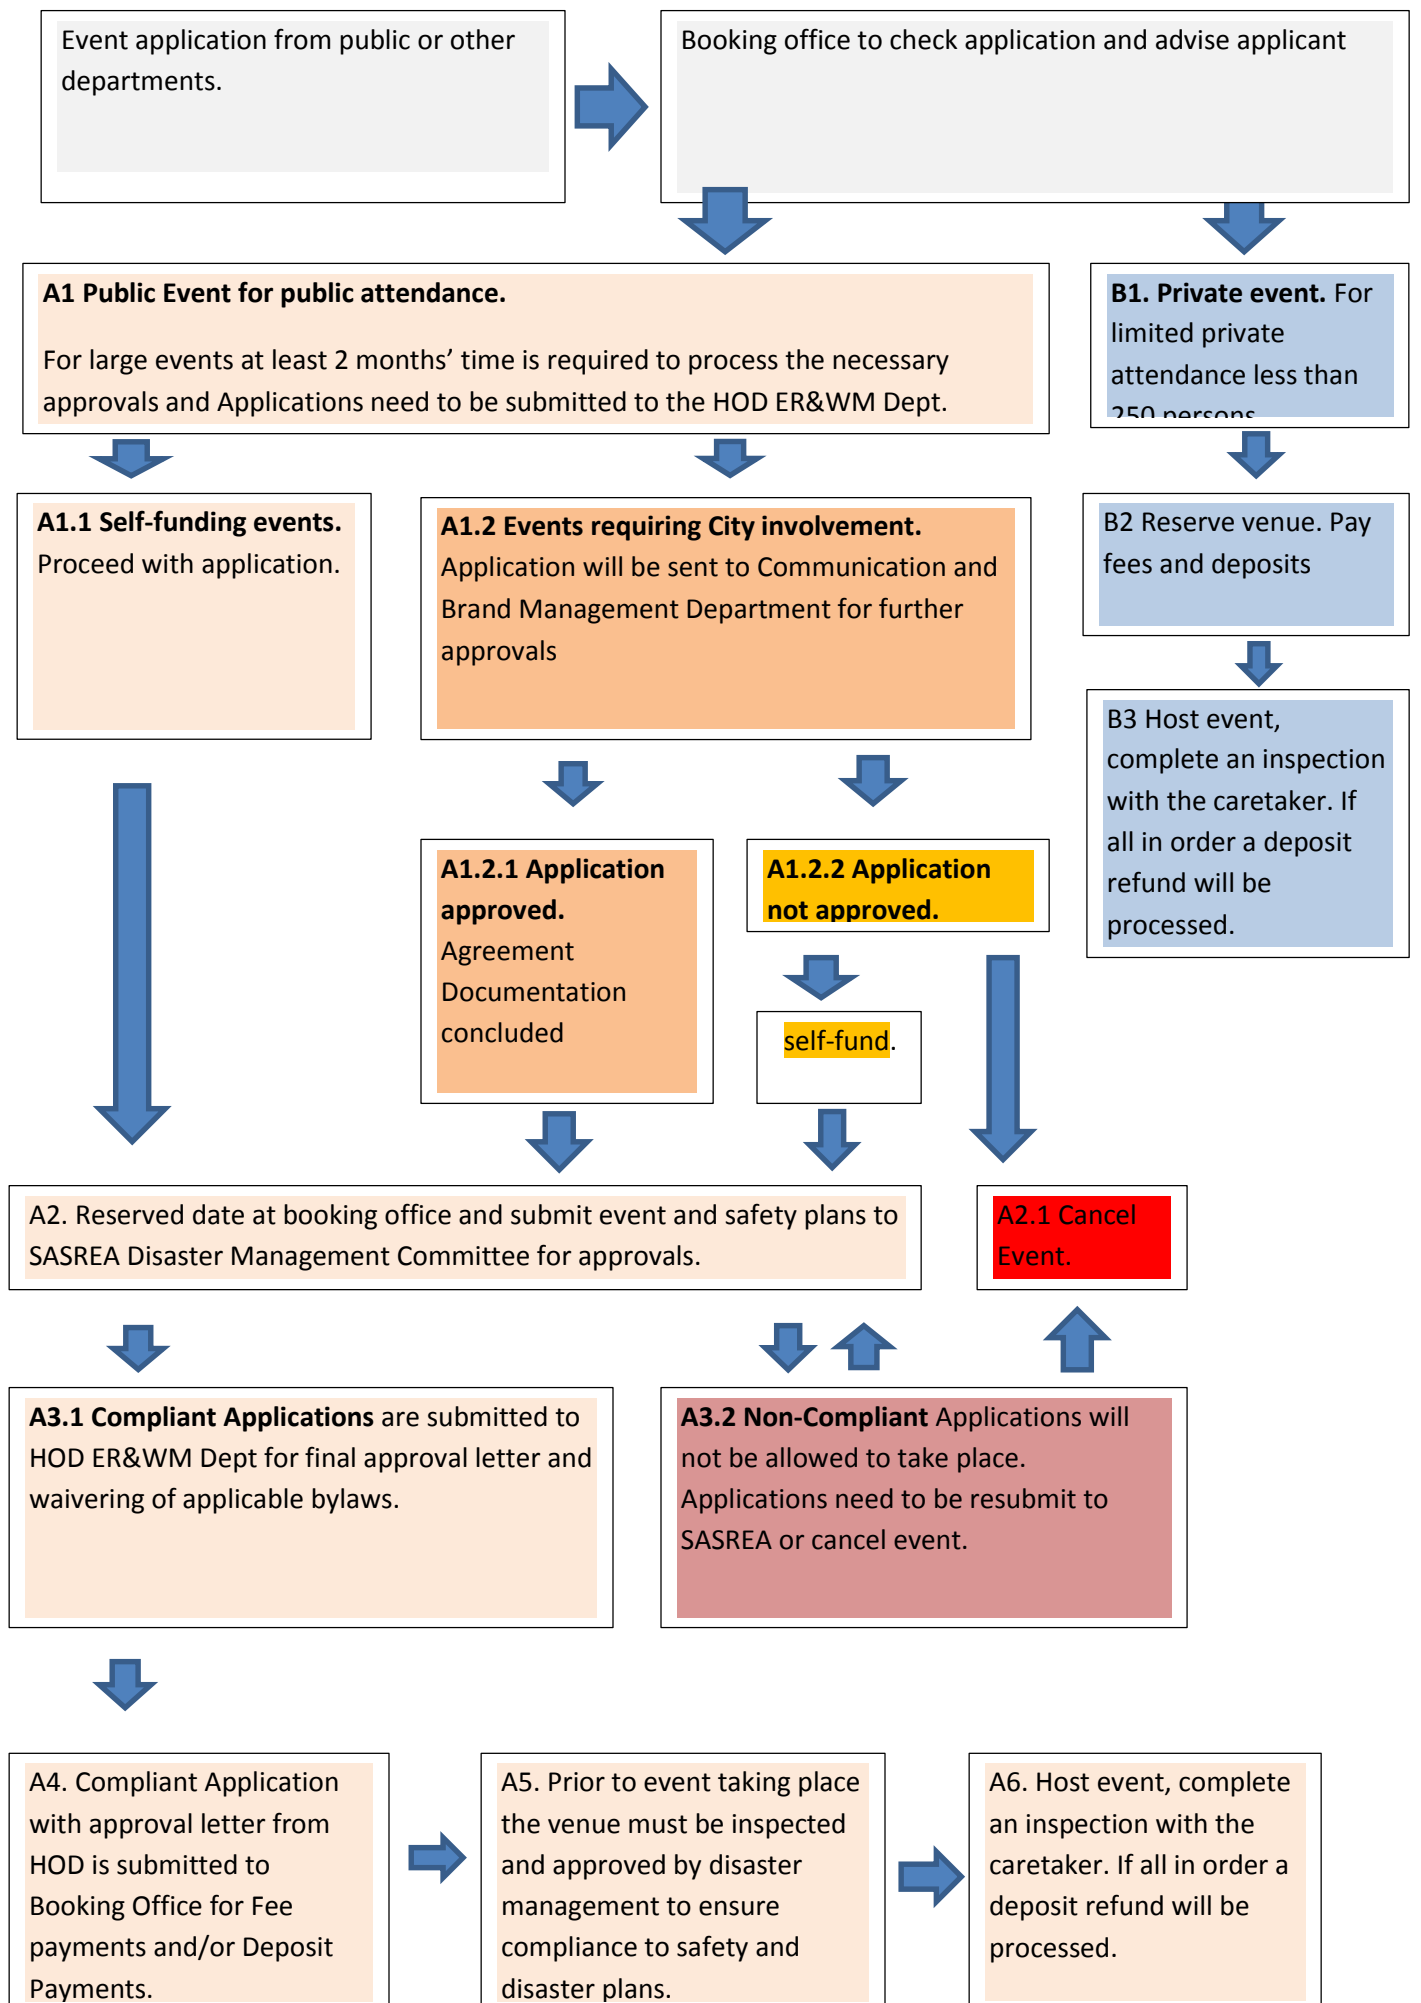 Event application from public or other
departments.
Booking office to check application and advise applicant
A1 Public Event for public attendance.
For large events at least 2 months’ time is required to process the necessary
approvals and Applications need to be submitted to the HOD ER&WM Dept.
B1. Private event. For
limited private
attendance less than
250 persons
A1.1 Self-funding events.
Proceed with application.
A1.2 Events requiring City involvement.
Application will be sent to Communication and
Brand Management Department for further
approvals
B2 Reserve venue. Pay
fees and deposits
B3 Host event,
complete an inspection
with the caretaker. If
all in order a deposit
refund will be
processed.
A1.2.1 Application
approved.
Agreement
Documentation
concluded
A1.2.2 Application
not approved.
self-fund.
A2. Reserved date at booking office and submit event and safety plans to
SASREA Disaster Management Committee for approvals.
A2.1 Cancel
Event.
A3.1 Compliant Applications are submitted to
HOD ER&WM Dept for final approval letter and
waivering of applicable bylaws.
A3.2 Non-Compliant Applications will
not be allowed to take place.
Applications need to be resubmit to
SASREA or cancel event.
A4. Compliant Application
with approval letter from
HOD is submitted to
Booking Office for Fee
payments and/or Deposit
Payments.
A5. Prior to event taking place
the venue must be inspected
and approved by disaster
management to ensure
compliance to safety and
disaster plans.
A6. Host event, complete
an inspection with the
caretaker. If all in order a
deposit refund will be
processed.